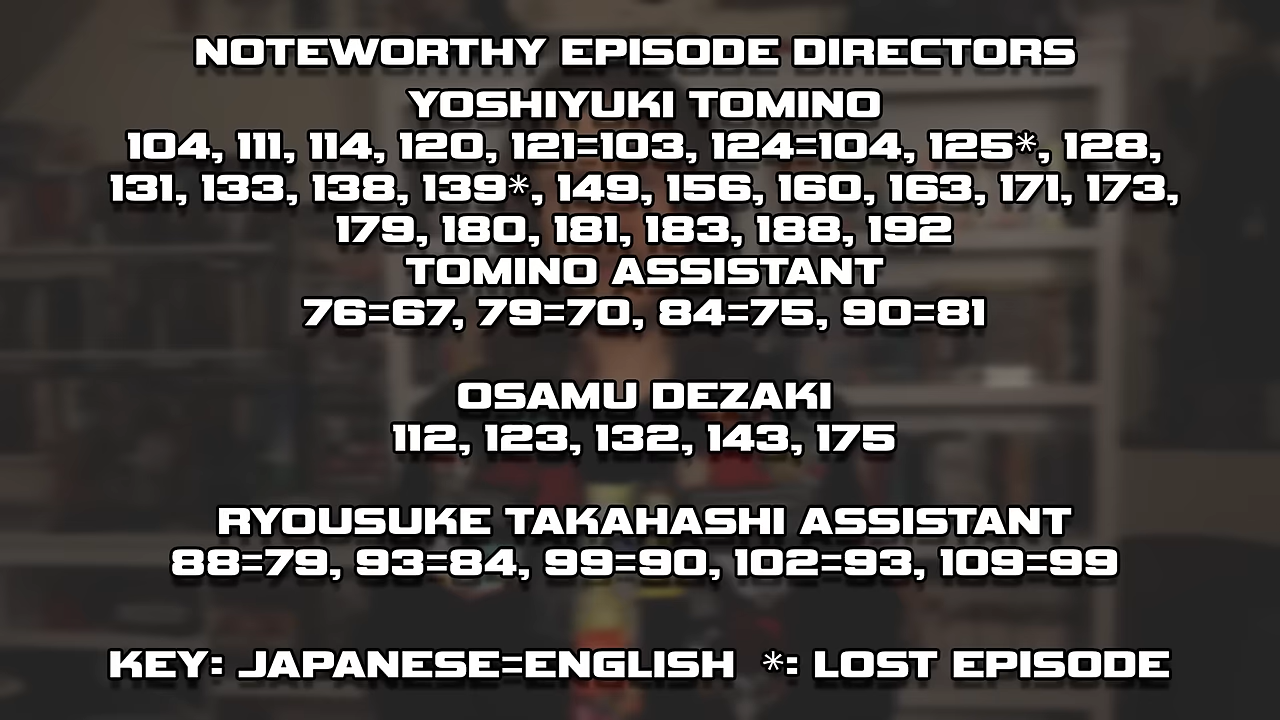 NOTEWORTHY EPISODE DIRECTORS
YOSHIYUKI TOMINO
104, 111, 114, 120, 121=103, 124=104, 125*, 128,
131, 133, 138, 139*, 149, 156, 160, 163, 171, 173,
179, 180, 181, 183, 188, 192
TOMINO ASSISTANT
76=67, 79=70, 84=75, 90=81
OSAMU DEZAKI
112, 123, 132, 143, 175
RYOUSUKE TAKAHASHI ASSISTANT
88=79, 93=84, 99=90, 102=93, 109=99
KEY: JAPANESE=ENGLISH *: LOST EPISODE